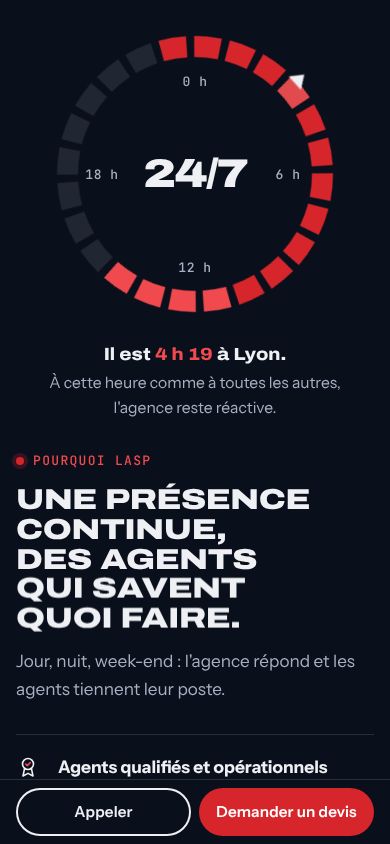 0 h
18 h
24/7
6 h
12 h
Il est 4 h 19 à Lyon.
À cette heure comme à toutes les autres,
l'agence reste réactive.
POURQUOI LASP
UNE PRÉSENCE
CONTINUE,
DES AGENTS
QUI SAVENT
QUOI FAIRE.
Jour, nuit, week-end : l'agence répond et les
agents tiennent leur poste.
Agents qualifiés et opérationnels
Appeler
Demander un devis